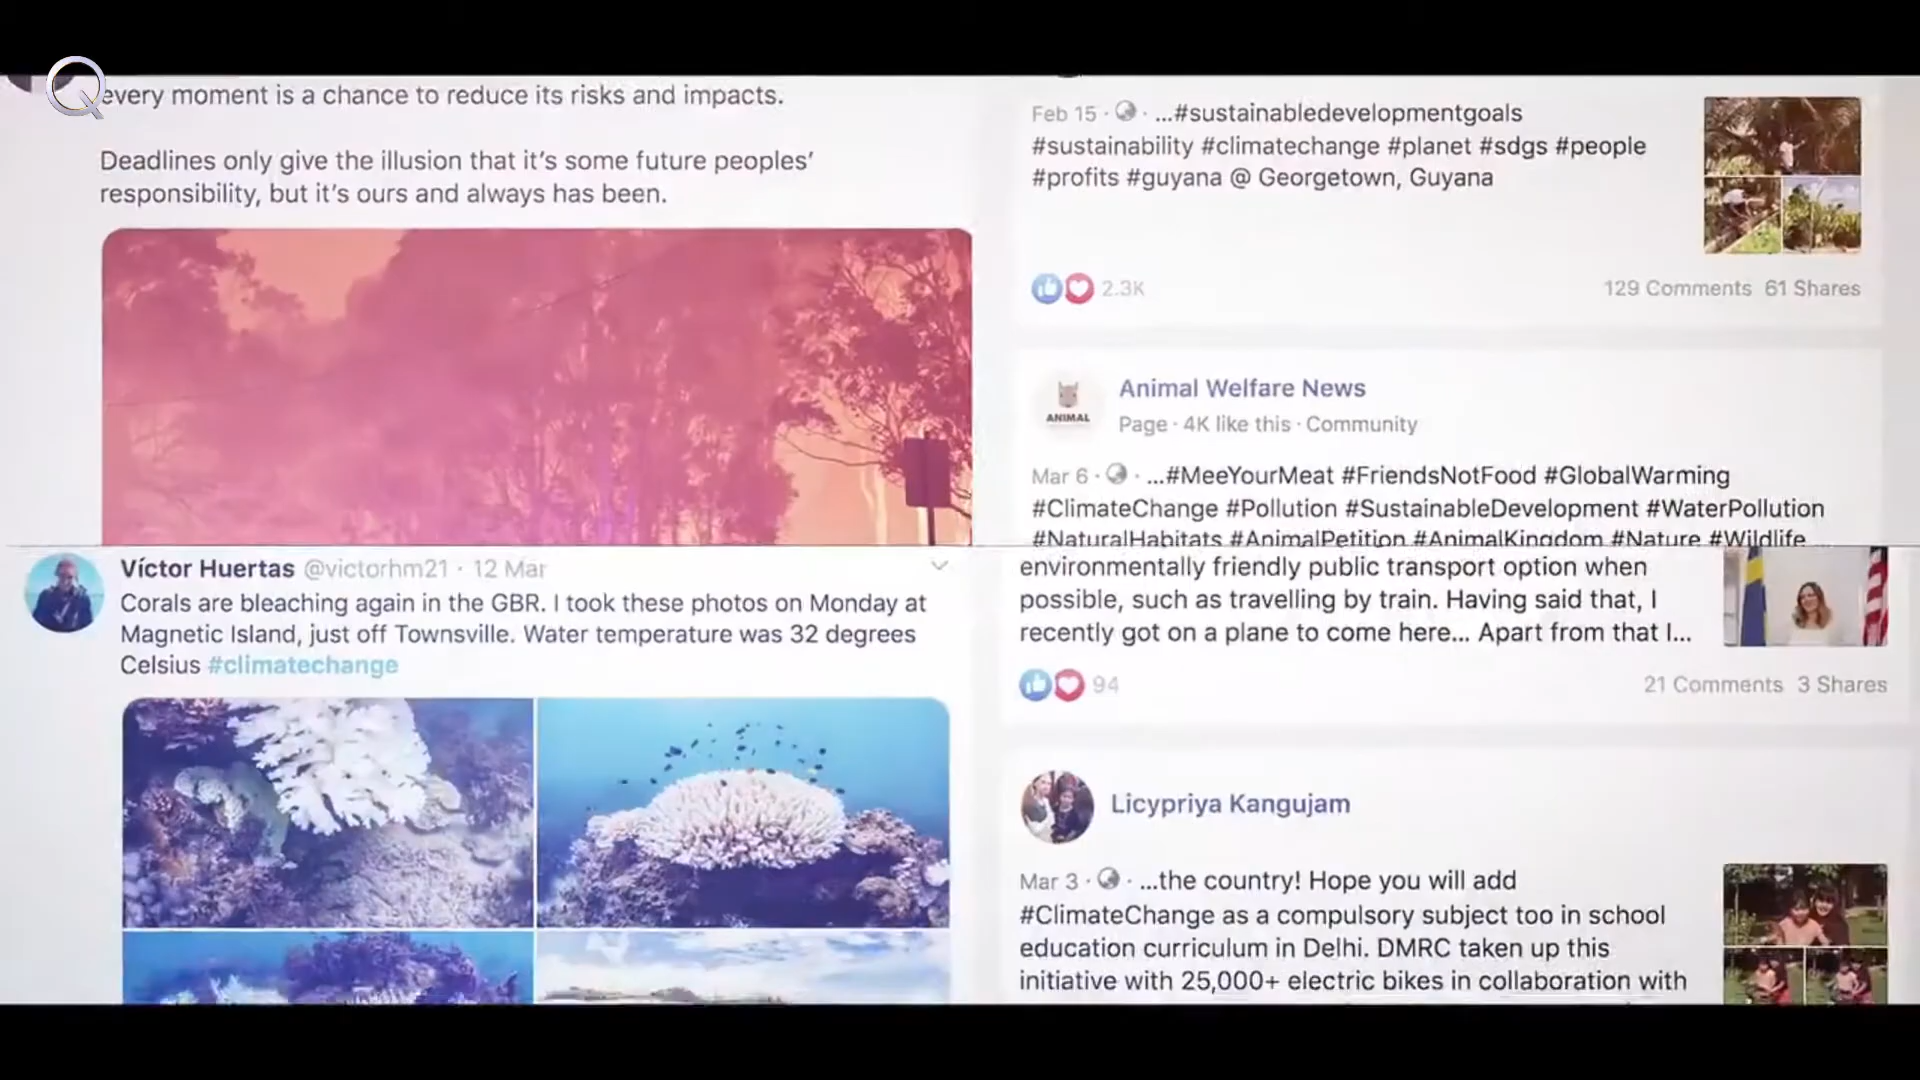 every moment is a chance to reduce its risks and impacts.
Deadlines only give the illusion that it's some future peoples'
responsibility, but it's ours and always has been.
Feb 15 · ...#sustainabledevelopmentgoals
#sustainability #climatechange #planet #sdgs #people
#profits #guyana @ Georgetown, Guyana
2.3K
129 Comments 61 Shares
ANIMAL
Animal Welfare News
Page · 4K like this · Community
Mar 6 · ...#MeeYourMeat #FriendsNotFood #GlobalWarming
#ClimateChange #Pollution #SustainableDevelopment #WaterPollution
#NaturalHabitats #AnimalPetition #AnimalKingdom #Nature #Wildlife
Víctor Huertas @victorhm21 · 12 Mar
Corals are bleaching again in the GBR. I took these photos on Monday at
Magnetic Island, just off Townsville. Water temperature was 32 degrees
Celsius #climatechange
environmentally friendly public transport option when
possible, such as travelling by train. Having said that, I
recently got on a plane to come here... Apart from that I...
94
21 Comments 3 Shares
Licypriya Kangujam
Mar 3 · ...the country! Hope you will add
#ClimateChange as a compulsory subject too in school
education curriculum in Delhi. DMRC taken up this
initiative with 25,000+ electric bikes in collaboration with